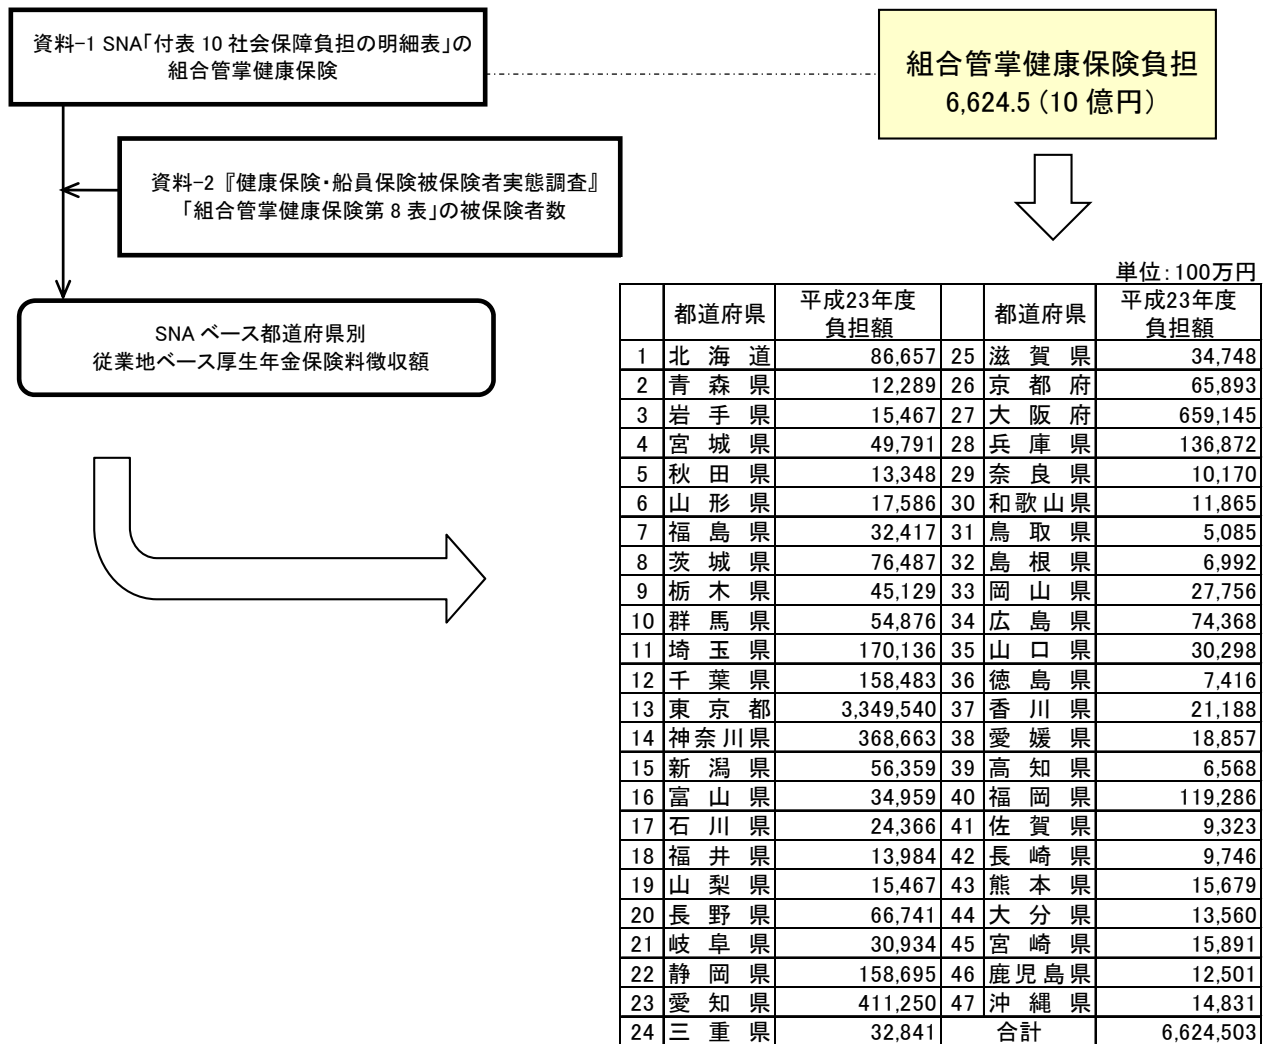 資料-1 SNA「付表 10 社会保障負担の明細表」の
組合管掌健康保険
組合管掌健康保険負担
6,624.5（10 億円）
資料-2『健康保険・船員保険被保険者実態調査』
「組合管掌健康保険第 8 表」の被保険者数
SNA ベース都道府県別
従業地ベース厚生年金保険料徴収額
単位：100万円
都道府県 平成23年度 負担額 都道府県 平成23年度 負担額
1 北海道 86,657 25 滋賀県 34,748
2 青森県 12,289 26 京都府 65,893
3 岩手県 15,467 27 大阪府 659,145
4 宮城県 49,791 28 兵庫県 136,872
5 秋田県 13,348 29 奈良県 10,170
6 山形県 17,586 30 和歌山県 11,865
7 福島県 32,417 31 鳥取県 5,085
8 茨城県 76,487 32 島根県 6,992
9 栃木県 45,129 33 岡山県 27,756
10 群馬県 54,876 34 広島県 74,368
11 埼玉県 170,136 35 山口県 30,298
12 千葉県 158,483 36 徳島県 7,416
13 東京都 3,349,540 37 香川県 21,188
14 神奈川県 368,663 38 愛媛県 18,857
15 新潟県 56,359 39 高知県 6,568
16 富山県 34,959 40 福岡県 119,286
17 石川県 24,366 41 佐賀県 9,323
18 福井県 13,984 42 長崎県 9,746
19 山梨県 15,467 43 熊本県 15,679
20 長野県 66,741 44 大分県 13,560
21 岐阜県 30,934 45 宮崎県 15,891
22 静岡県 158,695 46 鹿児島県 12,501
23 愛知県 411,250 47 沖縄県 14,831
24 三重県 32,841 合計 6,624,503